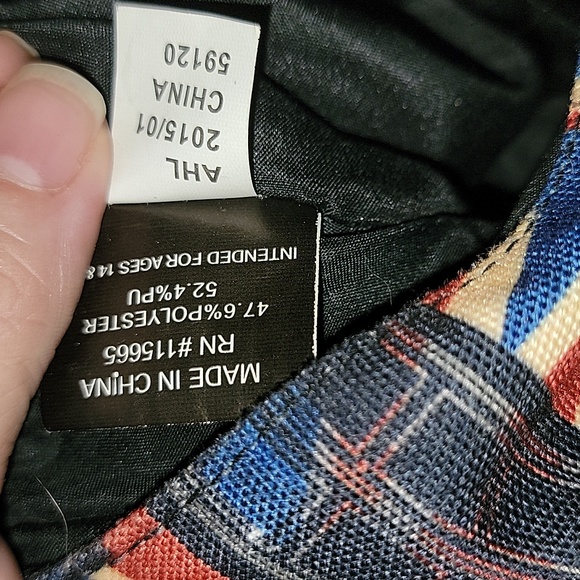 MADE IN CHINA
RN #115665
47.6%POLYESTER
52.4%PU
INTENDED FOR AGES 14 &
AHL
2015/01
CHINA
59120